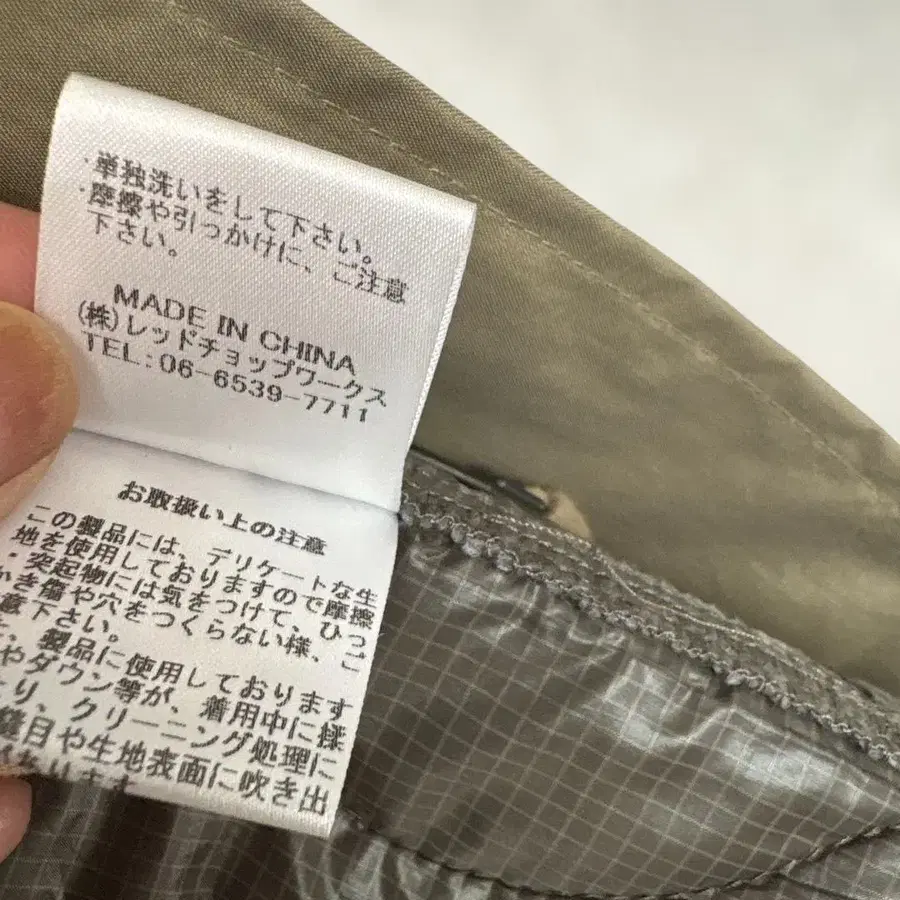 ・単独洗いをして下さい。
摩擦や引っかけに、ご注意
下さい。
MADE IN CHINA
(株)レッドチョップワークス
TEL:06-6539-7711
お取扱い上の注意
この製品には、デリケートな生
地を使用しておりますので摩擦
・突起物には気をつけて、ひっ
かき傷や穴をつくらない様、ご
意下さい。
製品に使用しております
やダウン等が、着用中に揉
り、クリーニング処理に
縫目や生地表面に吹き出